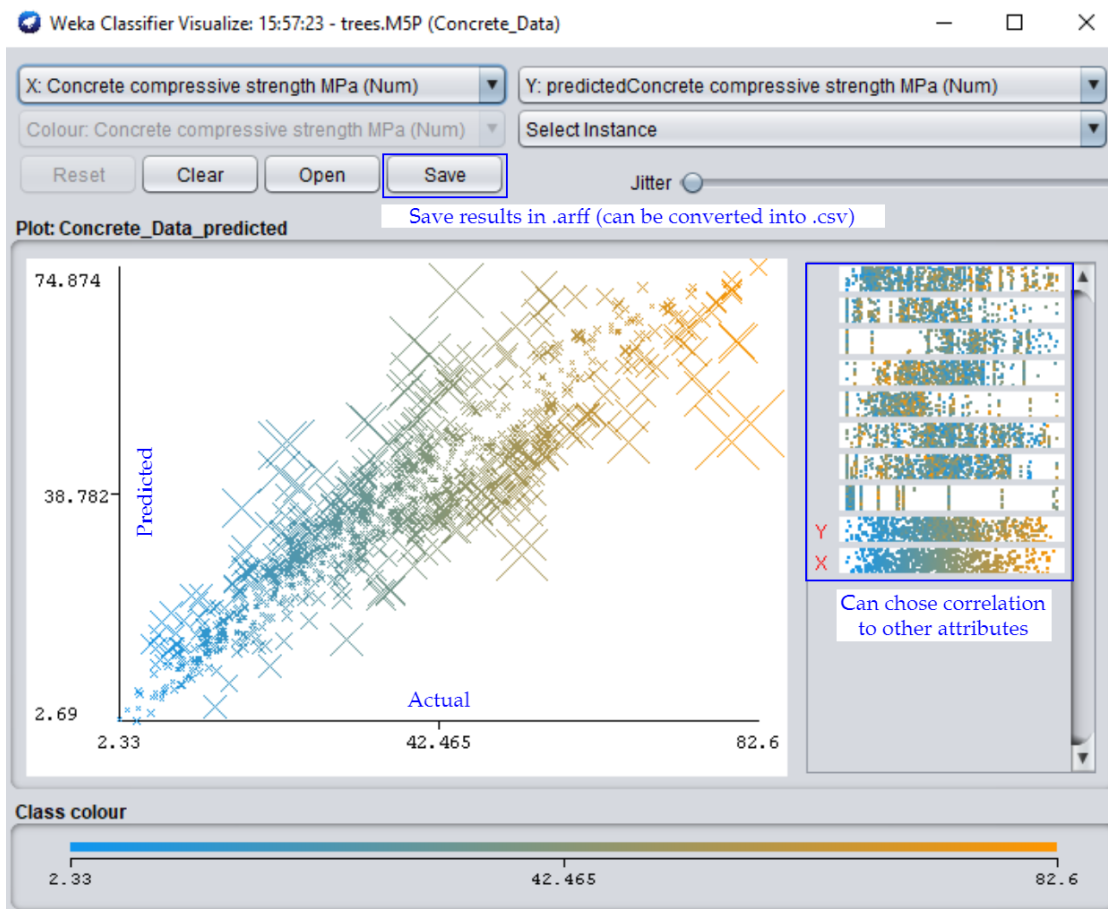 Weka Classifier Visualize: 15:57:23 - trees.M5P (Concrete_Data)
X: Concrete compressive strength MPa (Num)
Y: predictedConcrete compressive strength MPa (Num)
Colour: Concrete compressive strength MPa (Num)
Select Instance
Reset
Clear
Open
Save
Jitter
Save results in .arff (can be converted into .csv)
Plot: Concrete_Data_predicted
74.874
38.782
2.69
Predicted
Actual
2.33
42.465
82.6
Y
X
Can chose correlation
to other attributes
Class colour
2.33
42.465
82.6